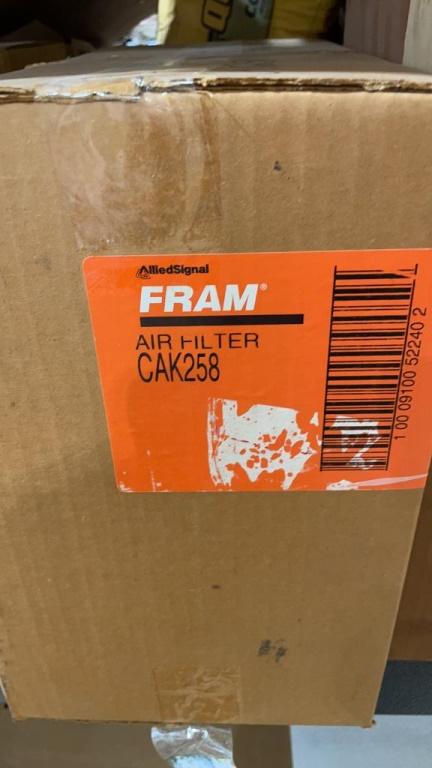 AlliedSignal
FRAM®
AIR FILTER
CAK258
1 00 09100 52240 2